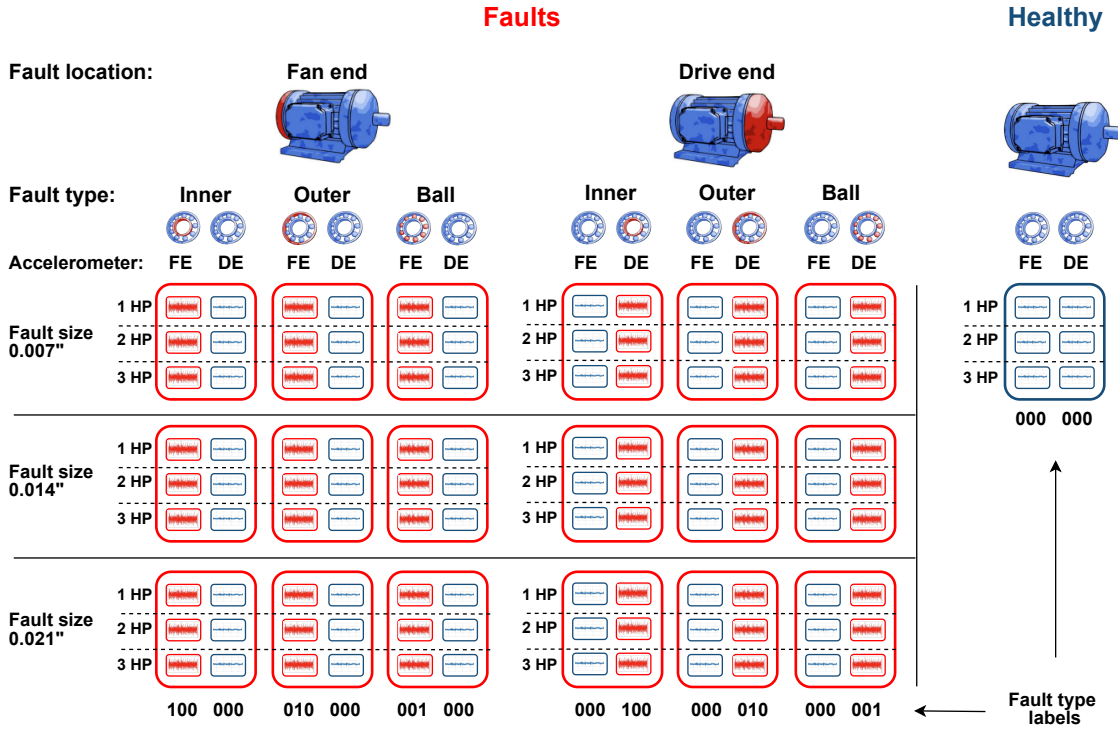 Faults Healthy
Fault location: Fan end Drive end
Fault type: Inner Outer Ball Inner Outer Ball
Accelerometer: FE DE FE DE FE DE FE DE FE DE FE DE FE DE
1 HP 1 HP 1 HP
Fault size
0.007"
2 HP 2 HP 2 HP
3 HP 3 HP 3 HP
000 000
1 HP 1 HP
Fault size
0.014"
2 HP 2 HP
3 HP 3 HP
1 HP 1 HP
Fault size
0.021"
2 HP 2 HP
3 HP 3 HP
100 000 010 000 001 000 000 100 000 010 000 001
Fault type
labels